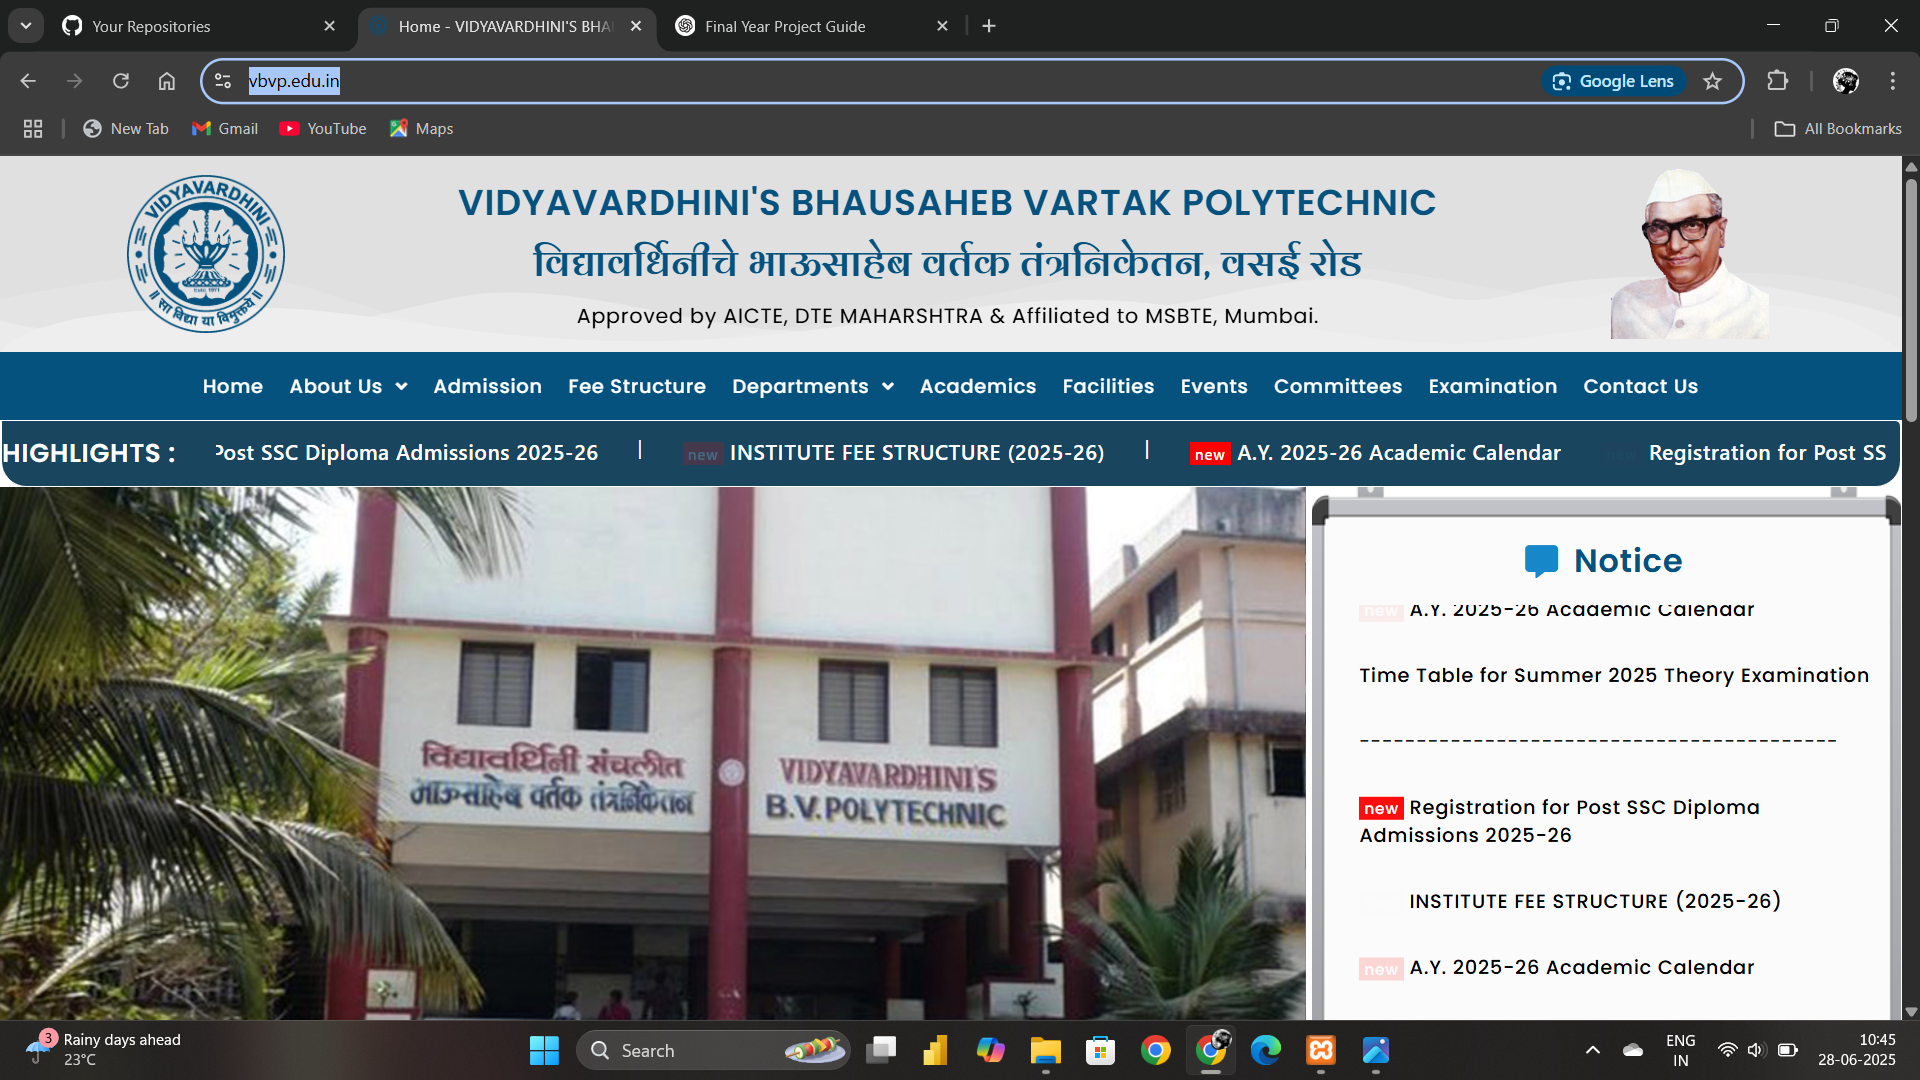 Your Repositories
Home - VIDYAVARDHINI'S BHA
Final Year Project Guide
vbvp.edu.in
Google Lens
New Tab
Gmail
YouTube
Maps
All Bookmarks
VIDYAVARDHINI
ESTD. 1971
॥ सा विद्या या विमुक्तये ॥
VIDYAVARDHINI'S BHAUSAHEB VARTAK POLYTECHNIC
विद्यावर्धिनीचे भाऊसाहेब वर्तक तंत्रनिकेतन, वसई रोड
Approved by AICTE, DTE MAHARSHTRA & Affiliated to MSBTE, Mumbai.
Home About Us Admission Fee Structure Departments Academics Facilities Events Committees Examination Contact Us
HIGHLIGHTS : Post SSC Diploma Admissions 2025-26 | new INSTITUTE FEE STRUCTURE (2025-26) | new A.Y. 2025-26 Academic Calendar new Registration for Post SS
विद्यावर्धिनी संचलीत
भाऊसाहेब वर्तक तंत्रनिकेतन
VIDYAVARDHINI'S
B.V.POLYTECHNIC
Notice
new A.Y. 2025-26 Academic Calendar
Time Table for Summer 2025 Theory Examination
------------------------------------------
new Registration for Post SSC Diploma
Admissions 2025-26
INSTITUTE FEE STRUCTURE (2025-26)
new A.Y. 2025-26 Academic Calendar
3
Rainy days ahead
23°C
Search
ENG
IN
10:45
28-06-2025